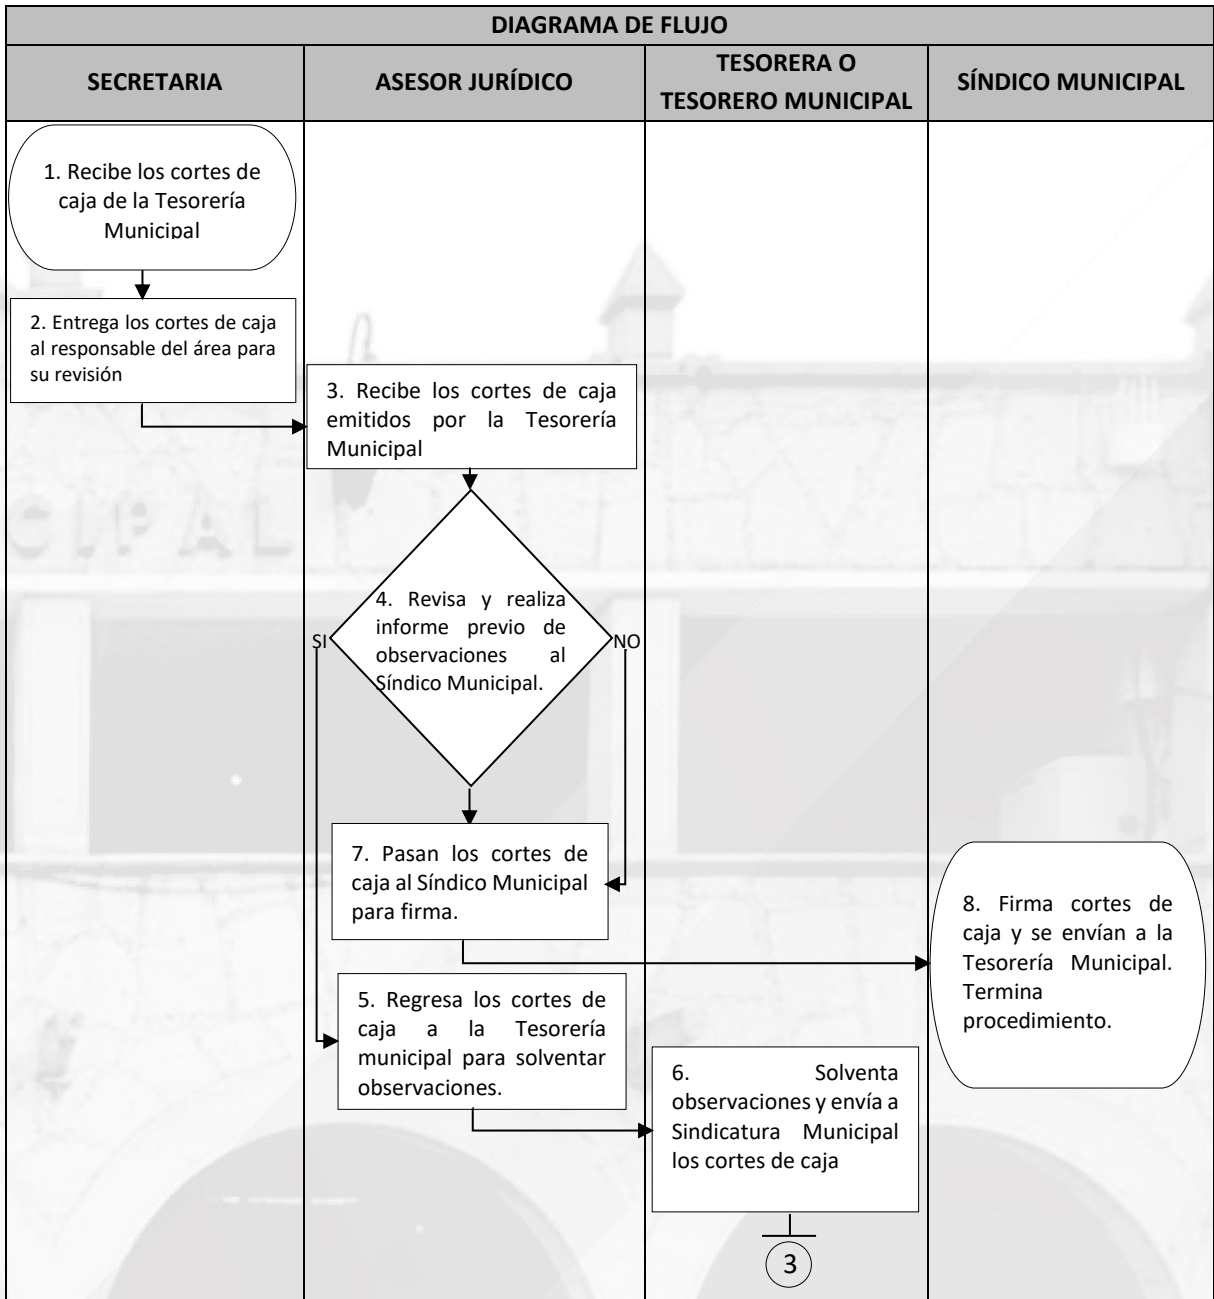 DIAGRAMA DE FLUJO
SECRETARIA
ASESOR JURÍDICO
TESORERA O
TESORERO MUNICIPAL
SÍNDICO MUNICIPAL
1. Recibe los cortes de
caja de la Tesorería
Municipal
2. Entrega los cortes de caja
al responsable del área para
su revisión
3. Recibe los cortes de caja
emitidos por la Tesorería
Municipal
CIPAL
4. Revisa y realiza
informe previo de
observaciones al
Síndico Municipal.
SI
NO
7. Pasan los cortes de
caja al Síndico Municipal
para firma.
8. Firma cortes de
caja y se envían a la
Tesorería Municipal.
Termina
procedimiento.
5. Regresa los cortes de
caja a la Tesorería
municipal para solventar
observaciones.
6. Solventa
observaciones y envía a
Sindicatura Municipal
los cortes de caja
3